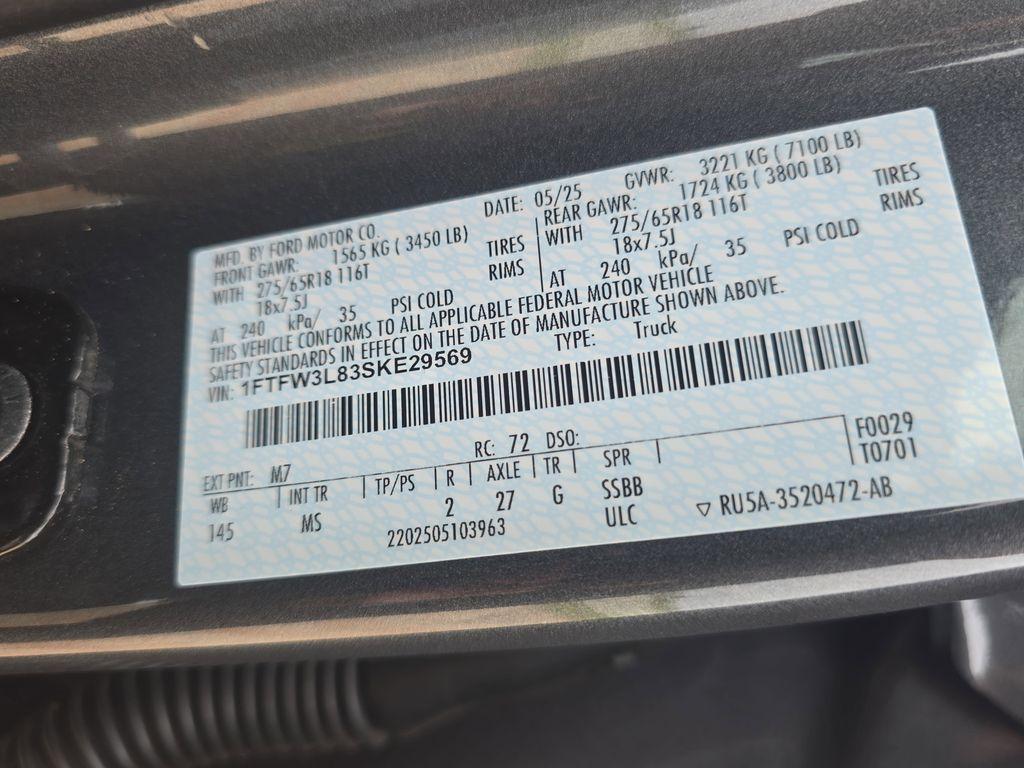 MFD. BY FORD MOTOR CO. DATE: 05/25 GVWR: 3221 KG ( 7100 LB)
FRONT GAWR: 1565 KG ( 3450 LB) REAR GAWR: 1724 KG ( 3800 LB)
WITH 275/65R18 116T TIRES WITH 275/65R18 116T TIRES
18x7.5J RIMS 18x7.5J RIMS
AT 240 kPa/ 35 PSI COLD AT 240 kPa/ 35 PSI COLD
THIS VEHICLE CONFORMS TO ALL APPLICABLE FEDERAL MOTOR VEHICLE
SAFETY STANDARDS IN EFFECT ON THE DATE OF MANUFACTURE SHOWN ABOVE.
VIN: 1FTFW3L83SKE29569 TYPE: Truck
EXT PNT: M7 RC: 72 DSO: F0029
WB INT TR TP/PS R AXLE TR SPR T0701
145 MS 2 27 G SSBB
2202505103963 ULC ▽ RU5A-3520472-AB